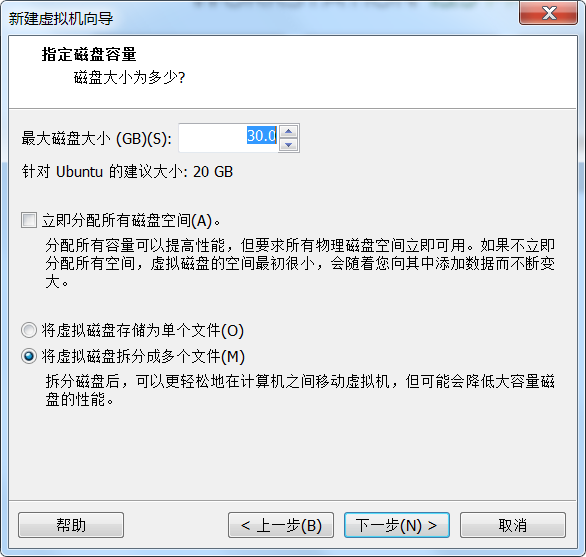 新建虚拟机向导
指定磁盘容量
磁盘大小为多少?
最大磁盘大小 (GB)(S): 30.0
针对 Ubuntu 的建议大小: 20 GB
立即分配所有磁盘空间(A)。
分配所有容量可以提高性能，但要求所有物理磁盘空间立即可用。如果不立即
分配所有空间，虚拟磁盘的空间最初很小，会随着您向其中添加数据而不断变
大。
将虚拟磁盘存储为单个文件(O)
将虚拟磁盘拆分成多个文件(M)
拆分磁盘后，可以更轻松地在计算机之间移动虚拟机，但可能会降低大容量磁
盘的性能。
帮助 < 上一步(B) 下一步(N) > 取消